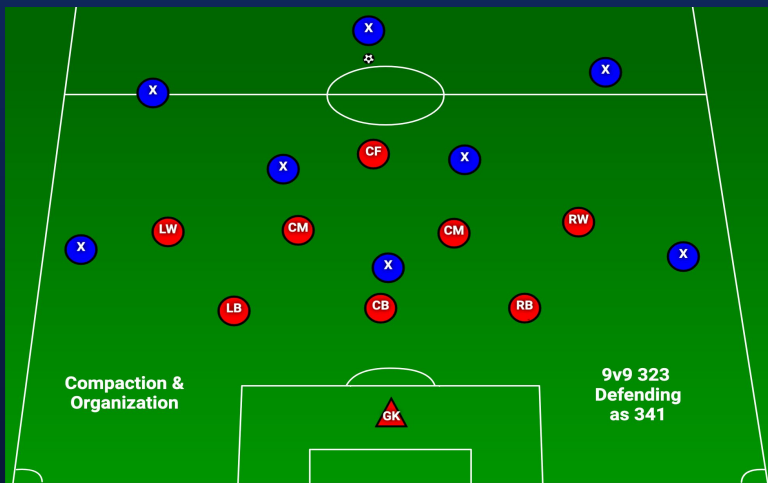 X
X
X
CF
X
X
LW
CM
CM
RW
X
X
X
LB
CB
RB
Compaction &
Organization
9v9 323
Defending
as 341
GK